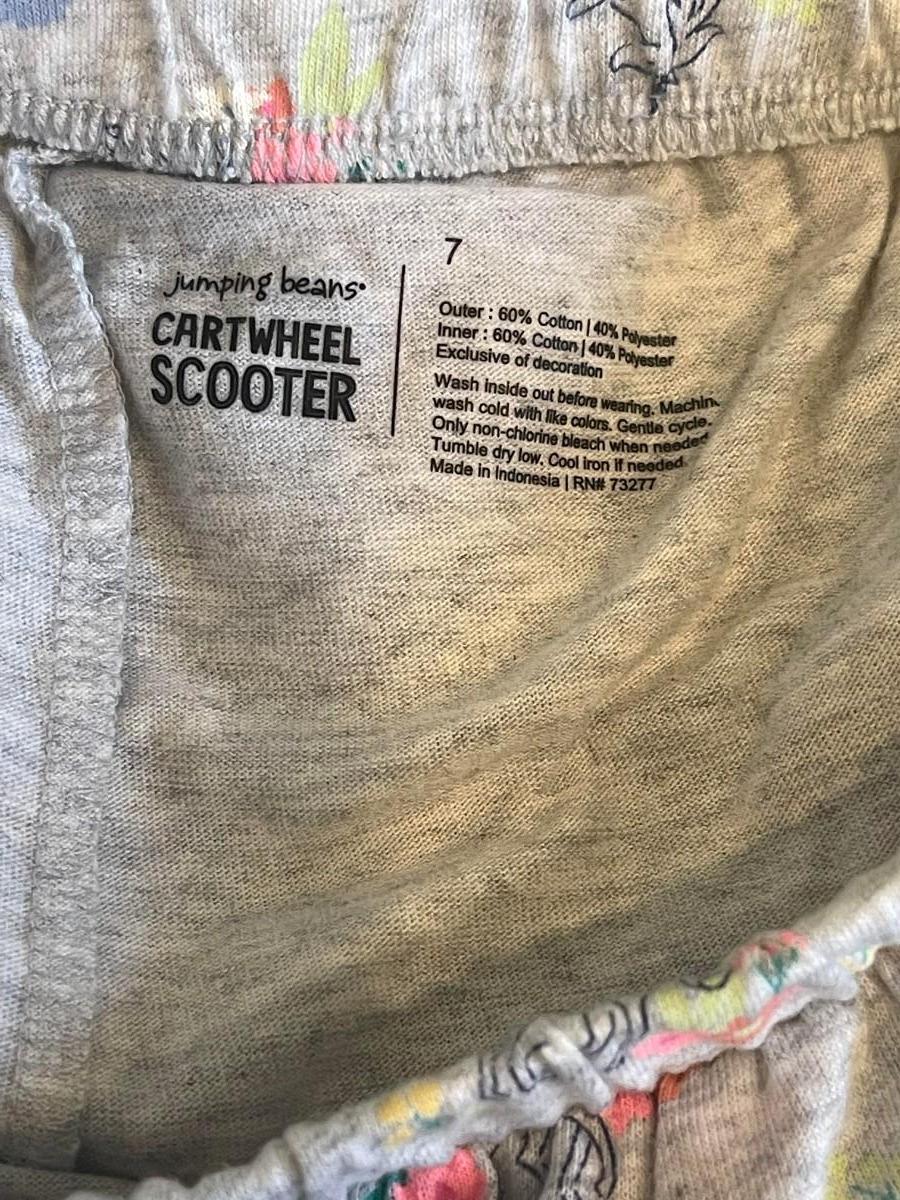 jumping beans
CARTWHEEL
SCOOTER
7
Outer : 60% Cotton | 40% Polyester
Inner : 60% Cotton | 40% Polyester
Exclusive of decoration
Wash inside out before wearing. Machin
wash cold with like colors. Gentle cycle.
Only non-chlorine bleach when needed
Tumble dry low. Cool iron if needed.
Made in Indonesia | RN# 73277